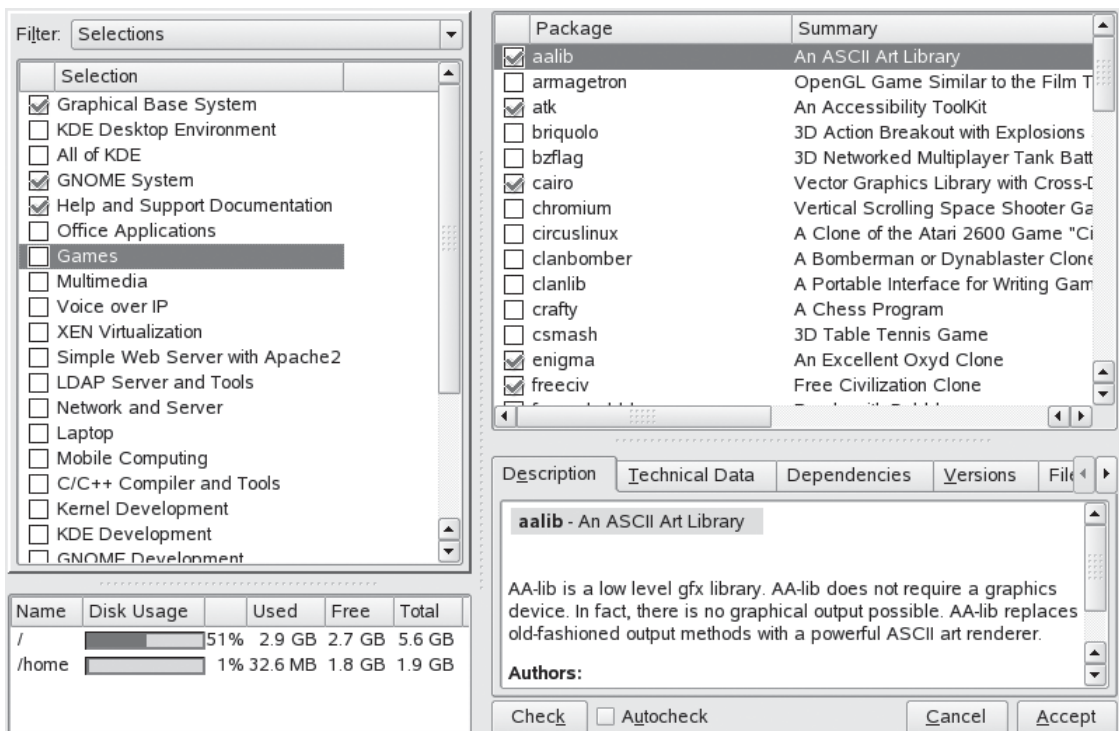 Filter: Selections
Selection
Graphical Base System
KDE Desktop Environment
All of KDE
GNOME System
Help and Support Documentation
Office Applications
Games
Multimedia
Voice over IP
XEN Virtualization
Simple Web Server with Apache2
LDAP Server and Tools
Network and Server
Laptop
Mobile Computing
C/C++ Compiler and Tools
Kernel Development
KDE Development
GNOME Development
Name Disk Usage Used Free Total
/ 51% 2.9 GB 2.7 GB 5.6 GB
/home 1% 32.6 MB 1.8 GB 1.9 GB
Package Summary
aalib An ASCII Art Library
armagetron OpenGL Game Similar to the Film T
atk An Accessibility ToolKit
briquolo 3D Action Breakout with Explosions
bzflag 3D Networked Multiplayer Tank Batt
cairo Vector Graphics Library with Cross-D
chromium Vertical Scrolling Space Shooter Ga
circuslinux A Clone of the Atari 2600 Game "Ci
clanbomber A Bomberman or Dynablaster Clone
clanlib A Portable Interface for Writing Gam
crafty A Chess Program
csmash 3D Table Tennis Game
enigma An Excellent Oxyd Clone
freeciv Free Civilization Clone
Description Technical Data Dependencies Versions File
aalib - An ASCII Art Library
AA-lib is a low level gfx library. AA-lib does not require a graphics
device. In fact, there is no graphical output possible. AA-lib replaces
old-fashioned output methods with a powerful ASCII art renderer.
Authors:
Check Autocheck Cancel Accept